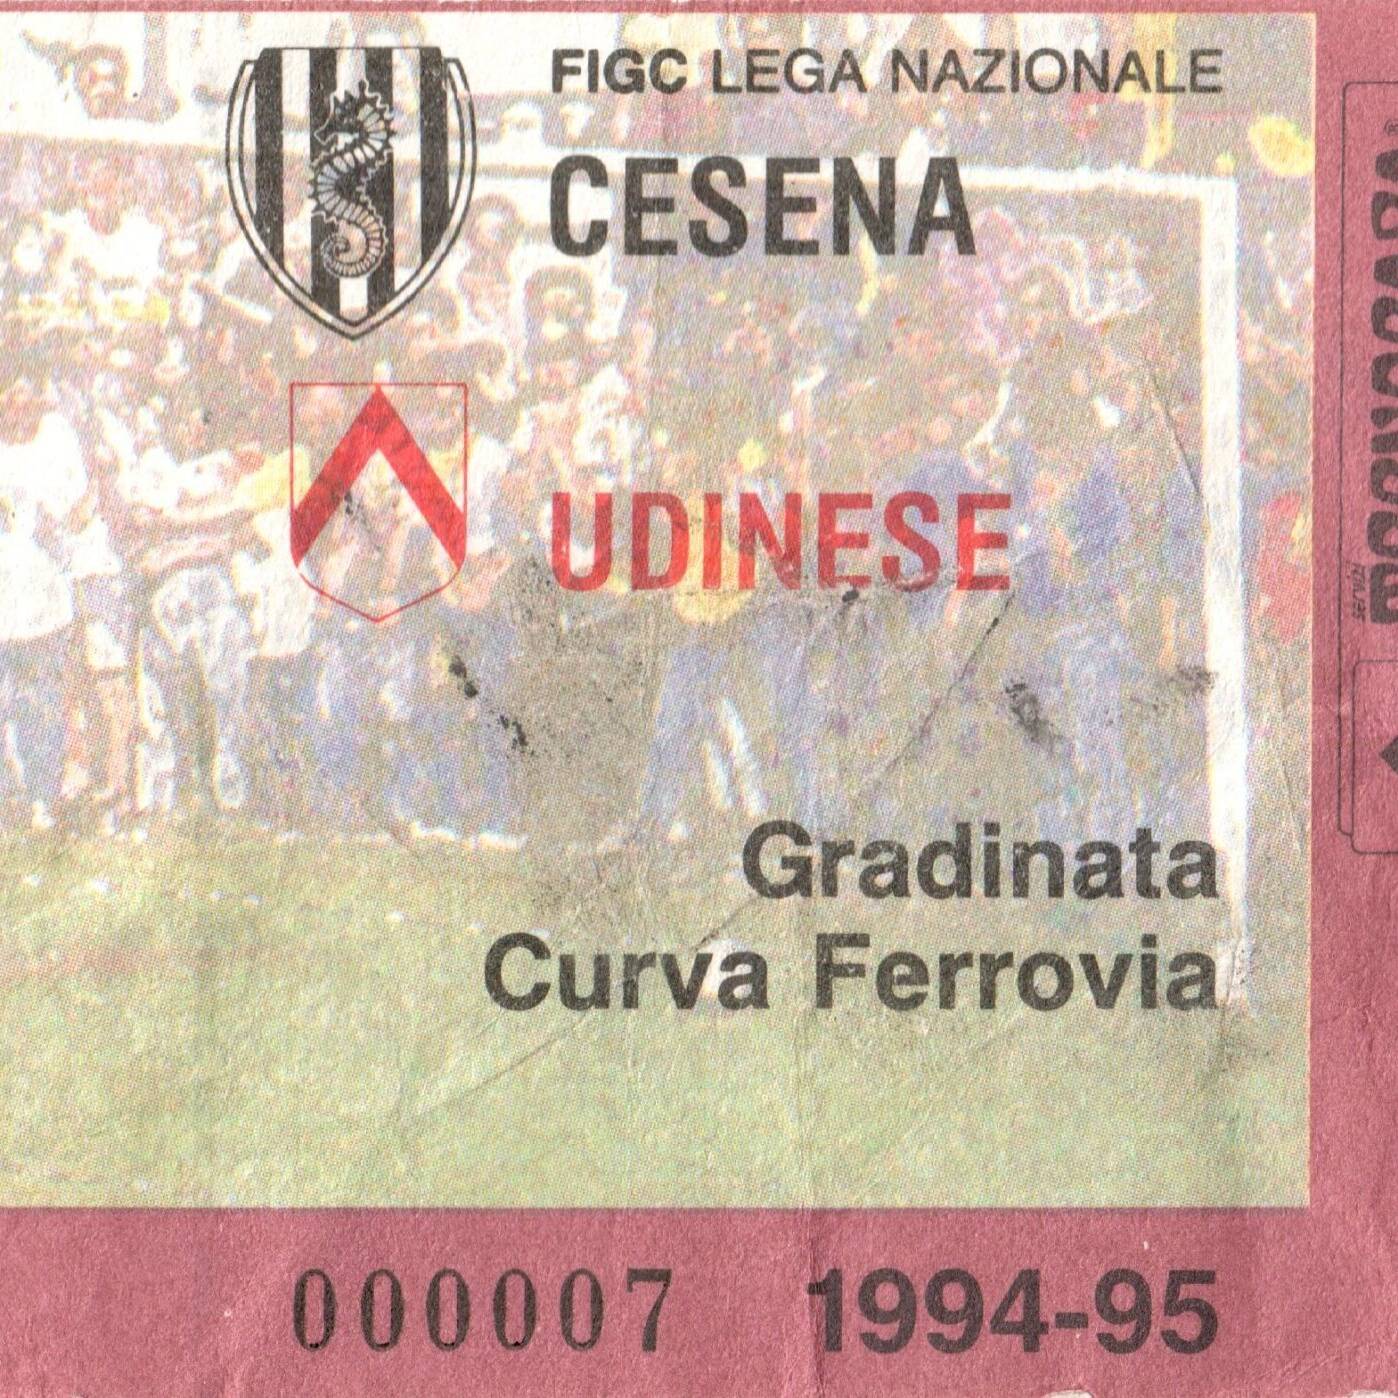 FIGC LEGA NAZIONALE
CESENA
UDINESE
Gradinata
Curva Ferrovia
000007 1994-95